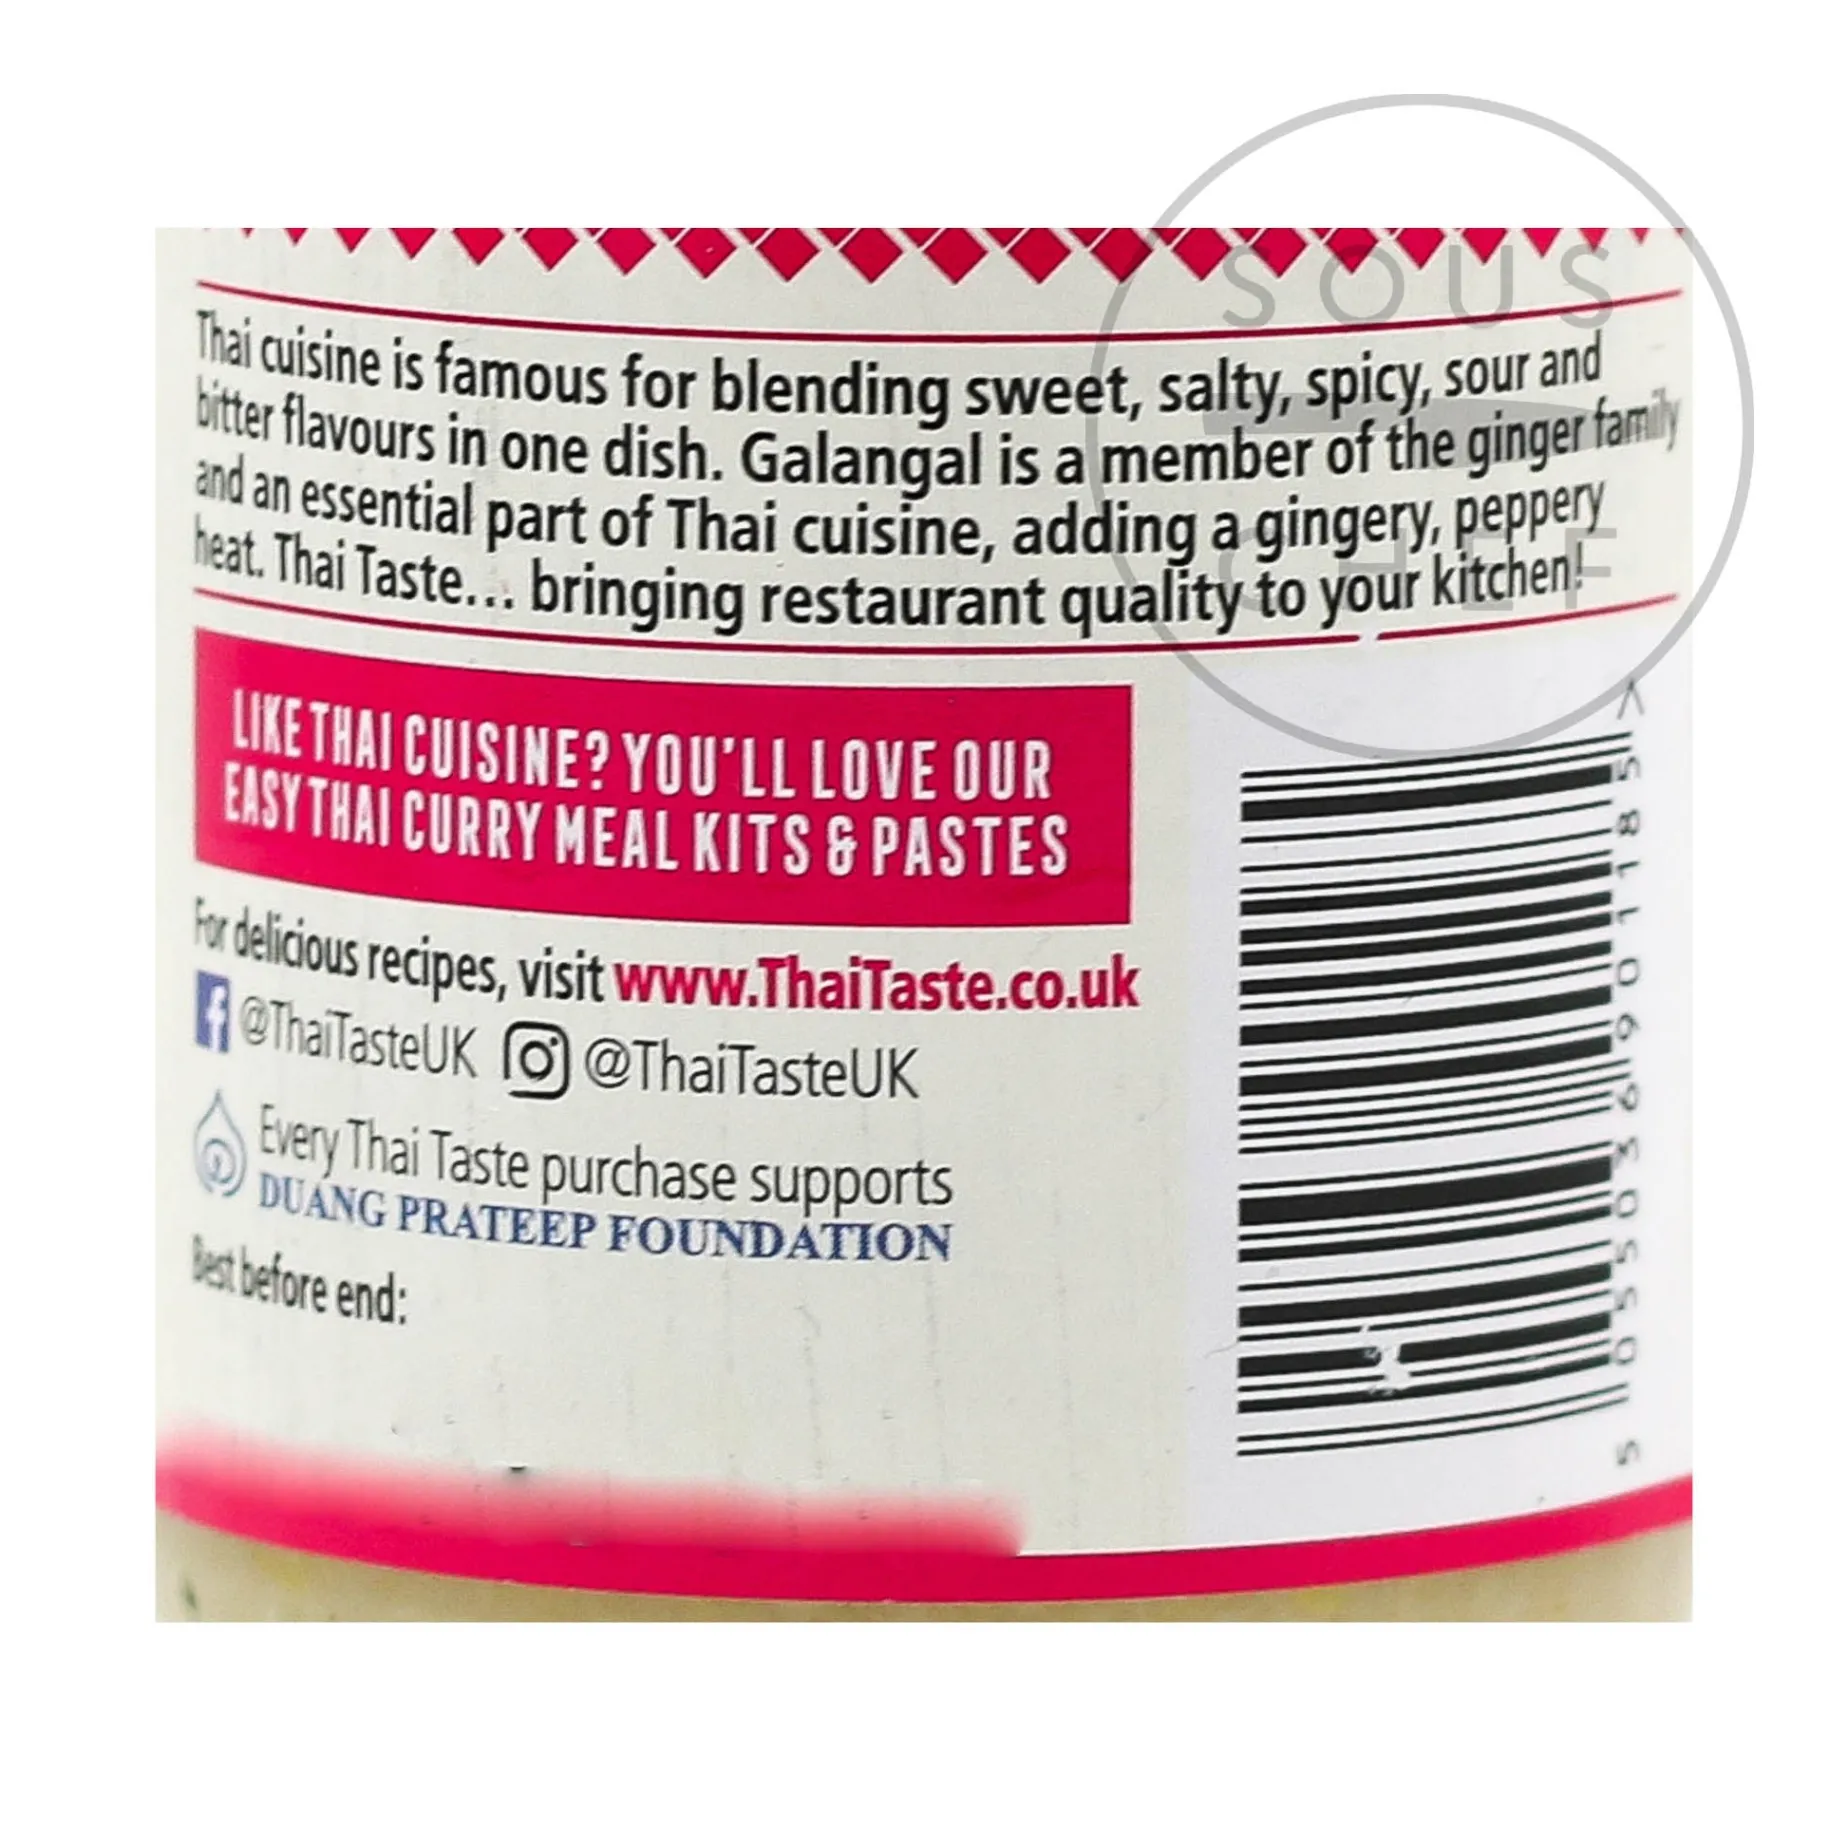 SOUS
CHEF
Thai cuisine is famous for blending sweet, salty, spicy, sour and
bitter flavours in one dish. Galangal is a member of the ginger family
and an essential part of Thai cuisine, adding a gingery, peppery
heat. Thai Taste... bringing restaurant quality to your kitchen!
LIKE THAI CUISINE? YOU'LL LOVE OUR
EASY THAI CURRY MEAL KITS & PASTES
For delicious recipes, visit www.ThaiTaste.co.uk
@ThaiTasteUK @ThaiTasteUK
Every Thai Taste purchase supports
DUANG PRATEEP FOUNDATION
Best before end:
5 055036 901185 >